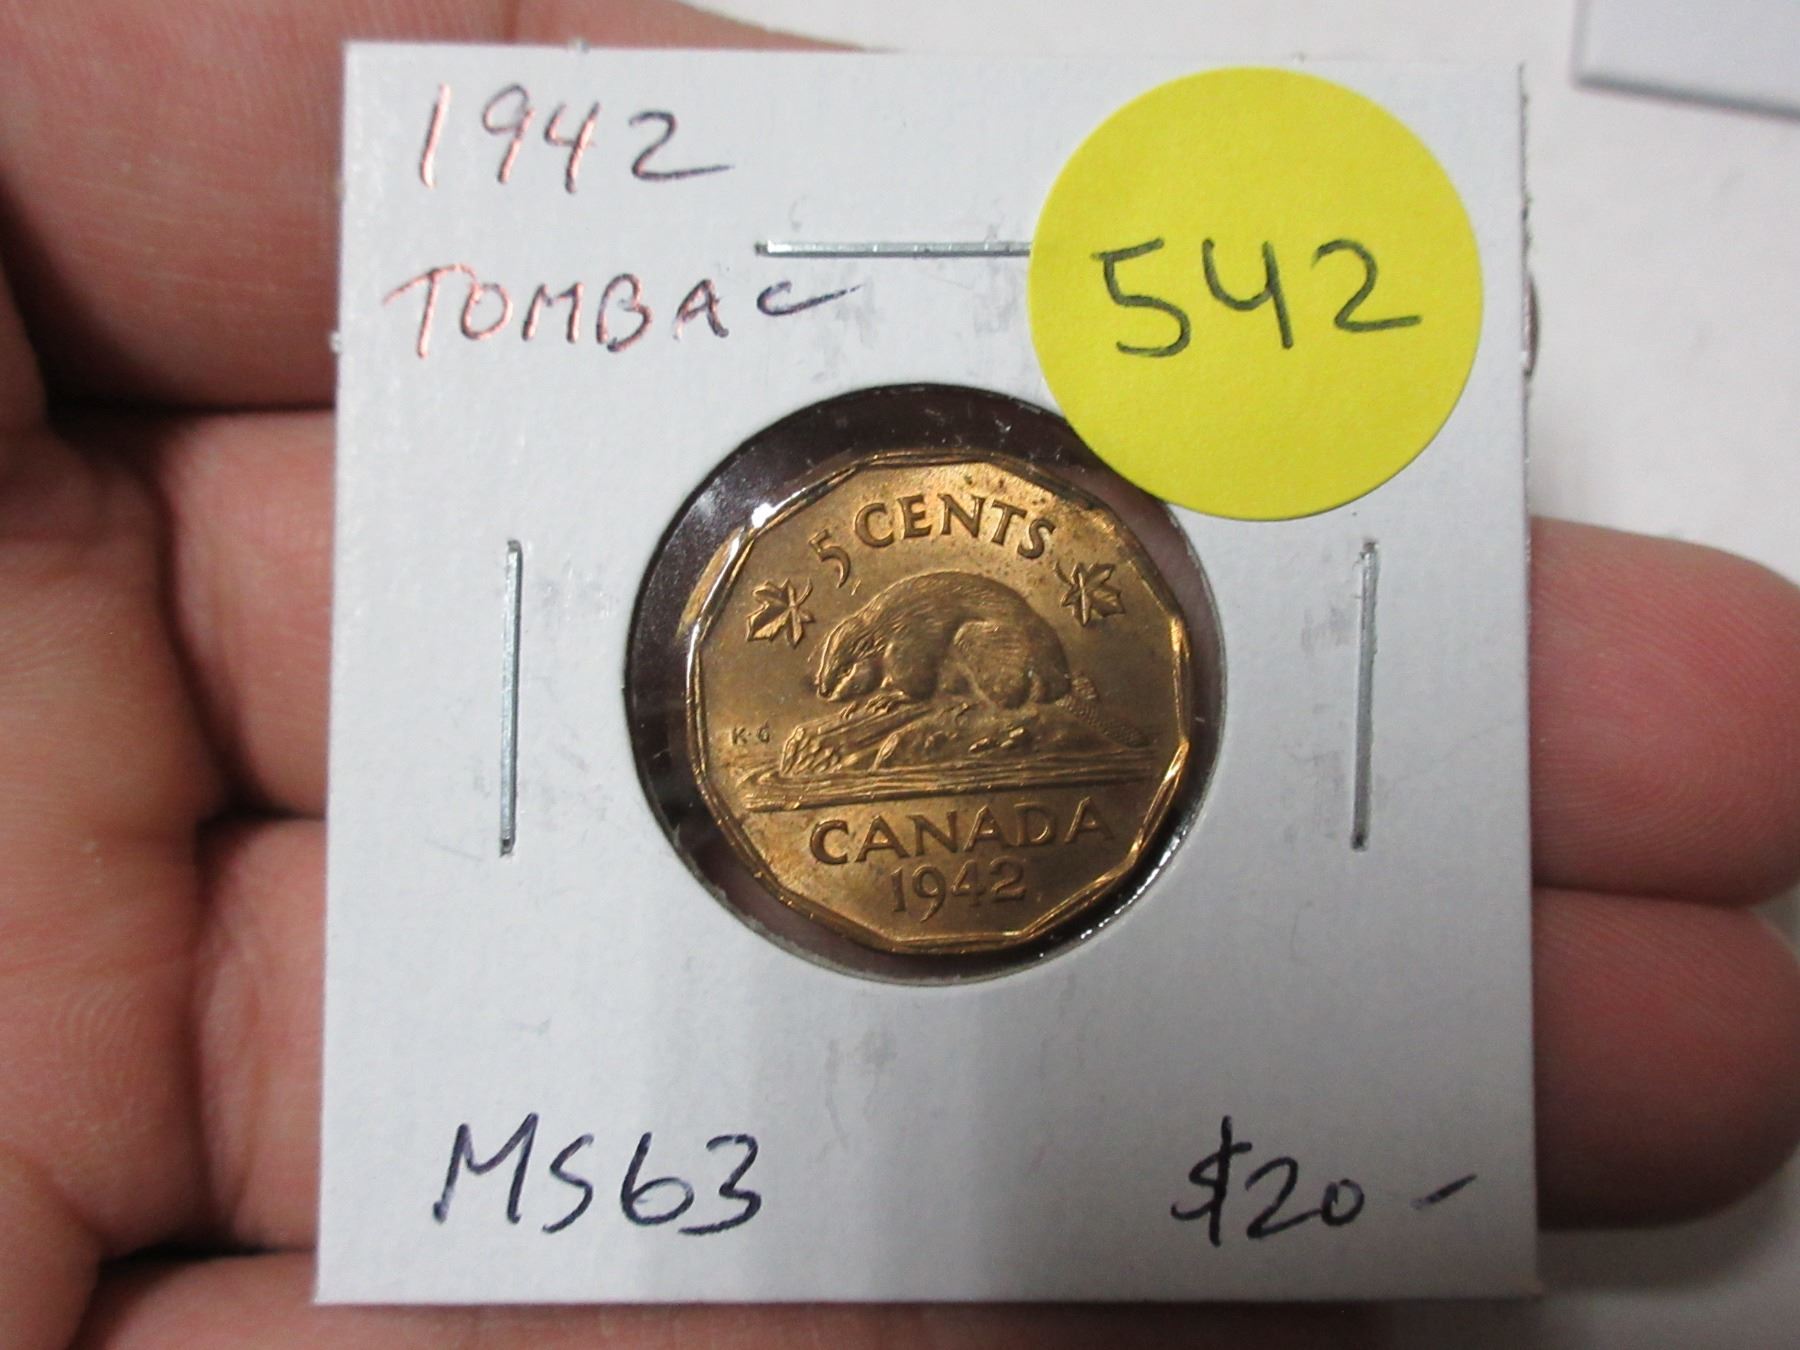 1942
TOMBAC
542
5 CENTS
K·G
CANADA
1942
MS63
$20-